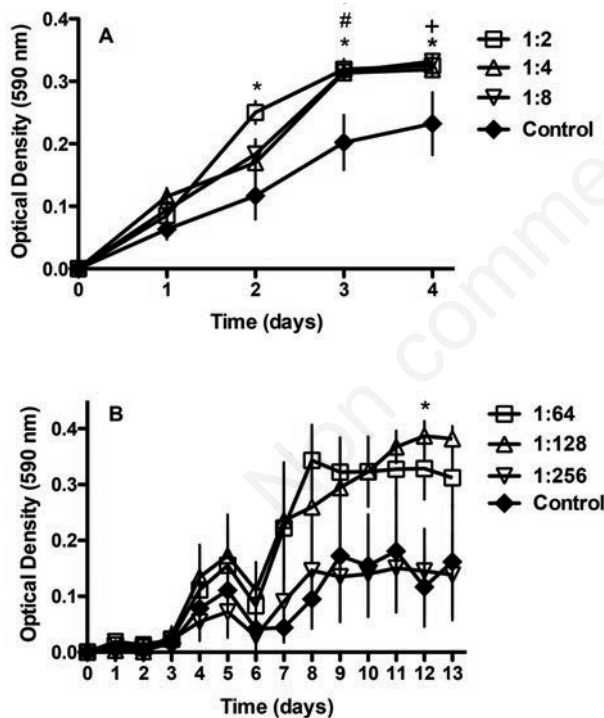 A
Optical Density (590 nm)
0.4
0.3
0.2
0.1
0.0
0 1 2 3 4
Time (days)
* # * + *
1:2
1:4
1:8
Control
B
Optical Density (590 nm)
0.4
0.3
0.2
0.1
0.0
0 1 2 3 4 5 6 7 8 9 10 11 12 13
Time (days)
*
1:64
1:128
1:256
Control
Non comme